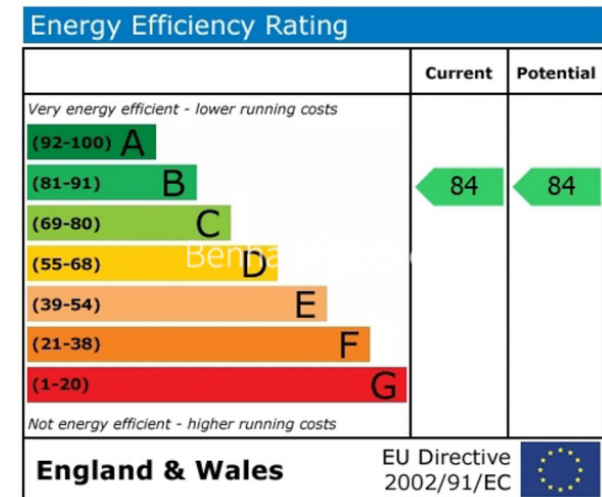 Energy Efficiency Rating
Current Potential
Very energy efficient - lower running costs
(92-100) A
(81-91) B 84 84
(69-80) C
(55-68) D
(39-54) E
(21-38) F
(1-20) G
Not energy efficient - higher running costs
England & Wales EU Directive
2002/91/EC